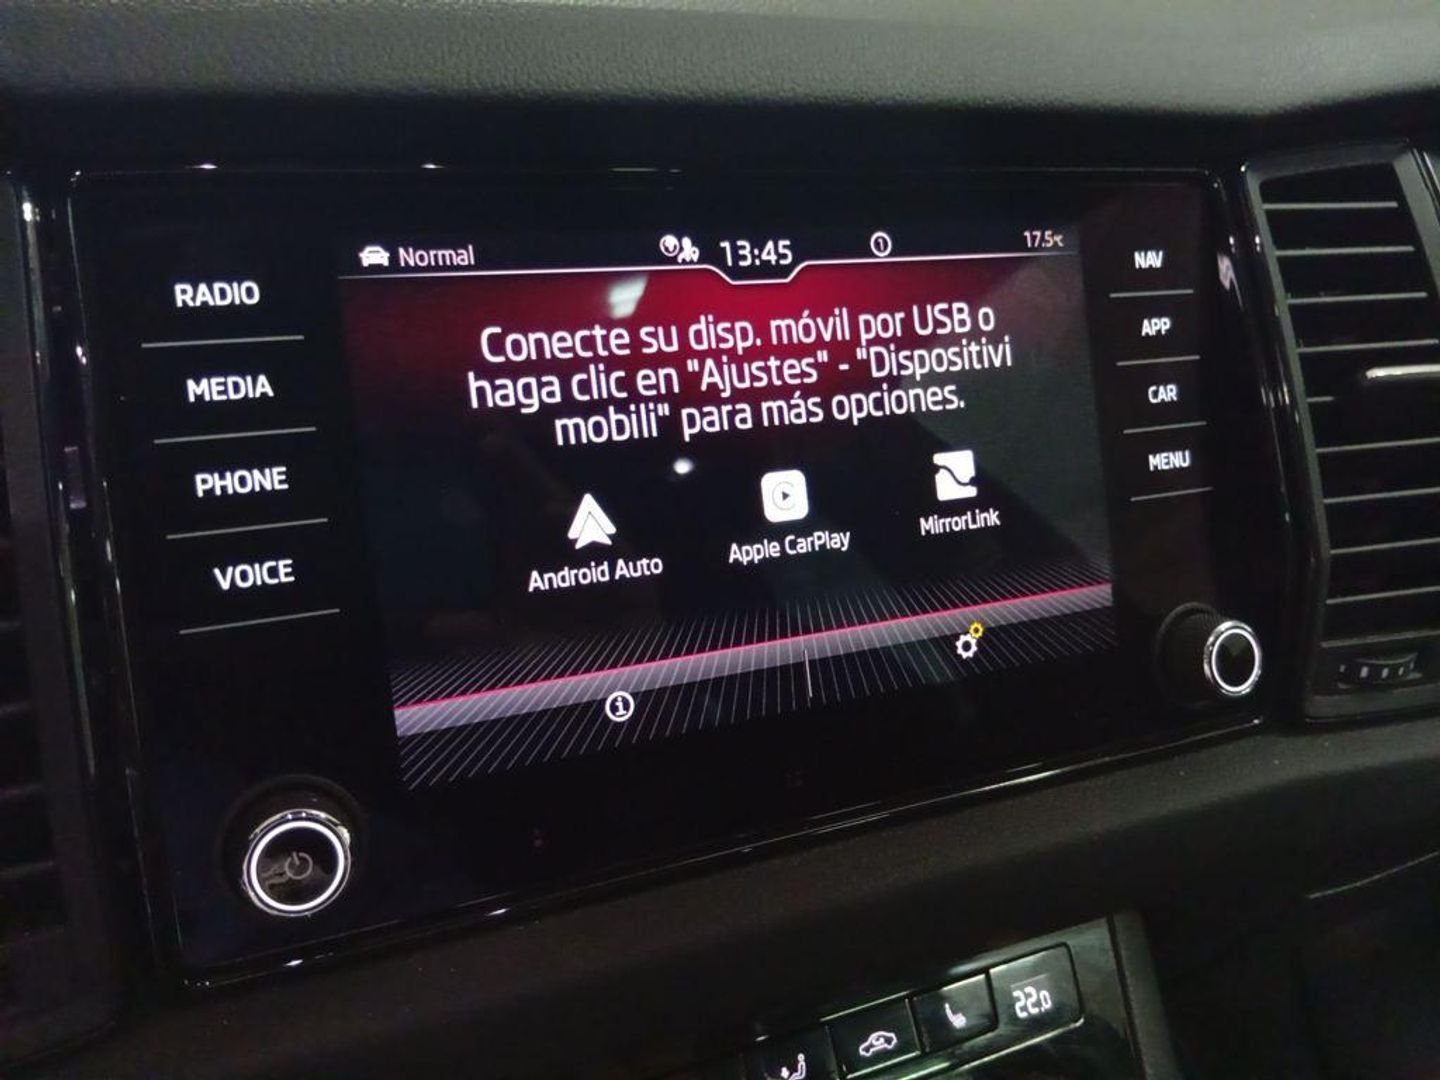 Normal
13:45
1
17.5°C
RADIO
MEDIA
PHONE
VOICE
Conecte su disp. móvil por USB o
haga clic en "Ajustes" - "Dispositivi
mobili" para más opciones.
Android Auto
Apple CarPlay
MirrorLink
NAV
APP
CAR
MENU
i
22.0